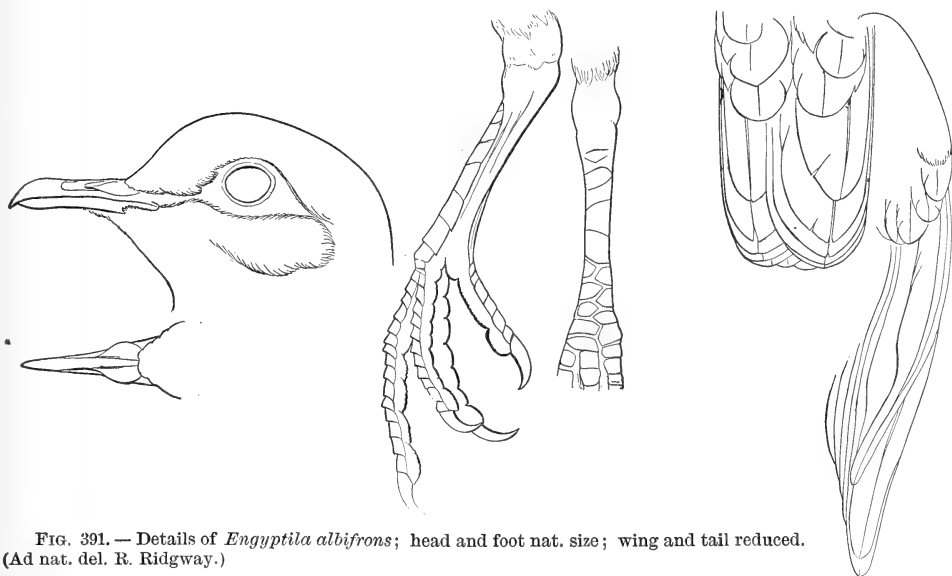 FIG. 391. — Details of Engyptila albifrons; head and foot nat. size; wing and tail reduced.
(Ad nat. del. R. Ridgway.)